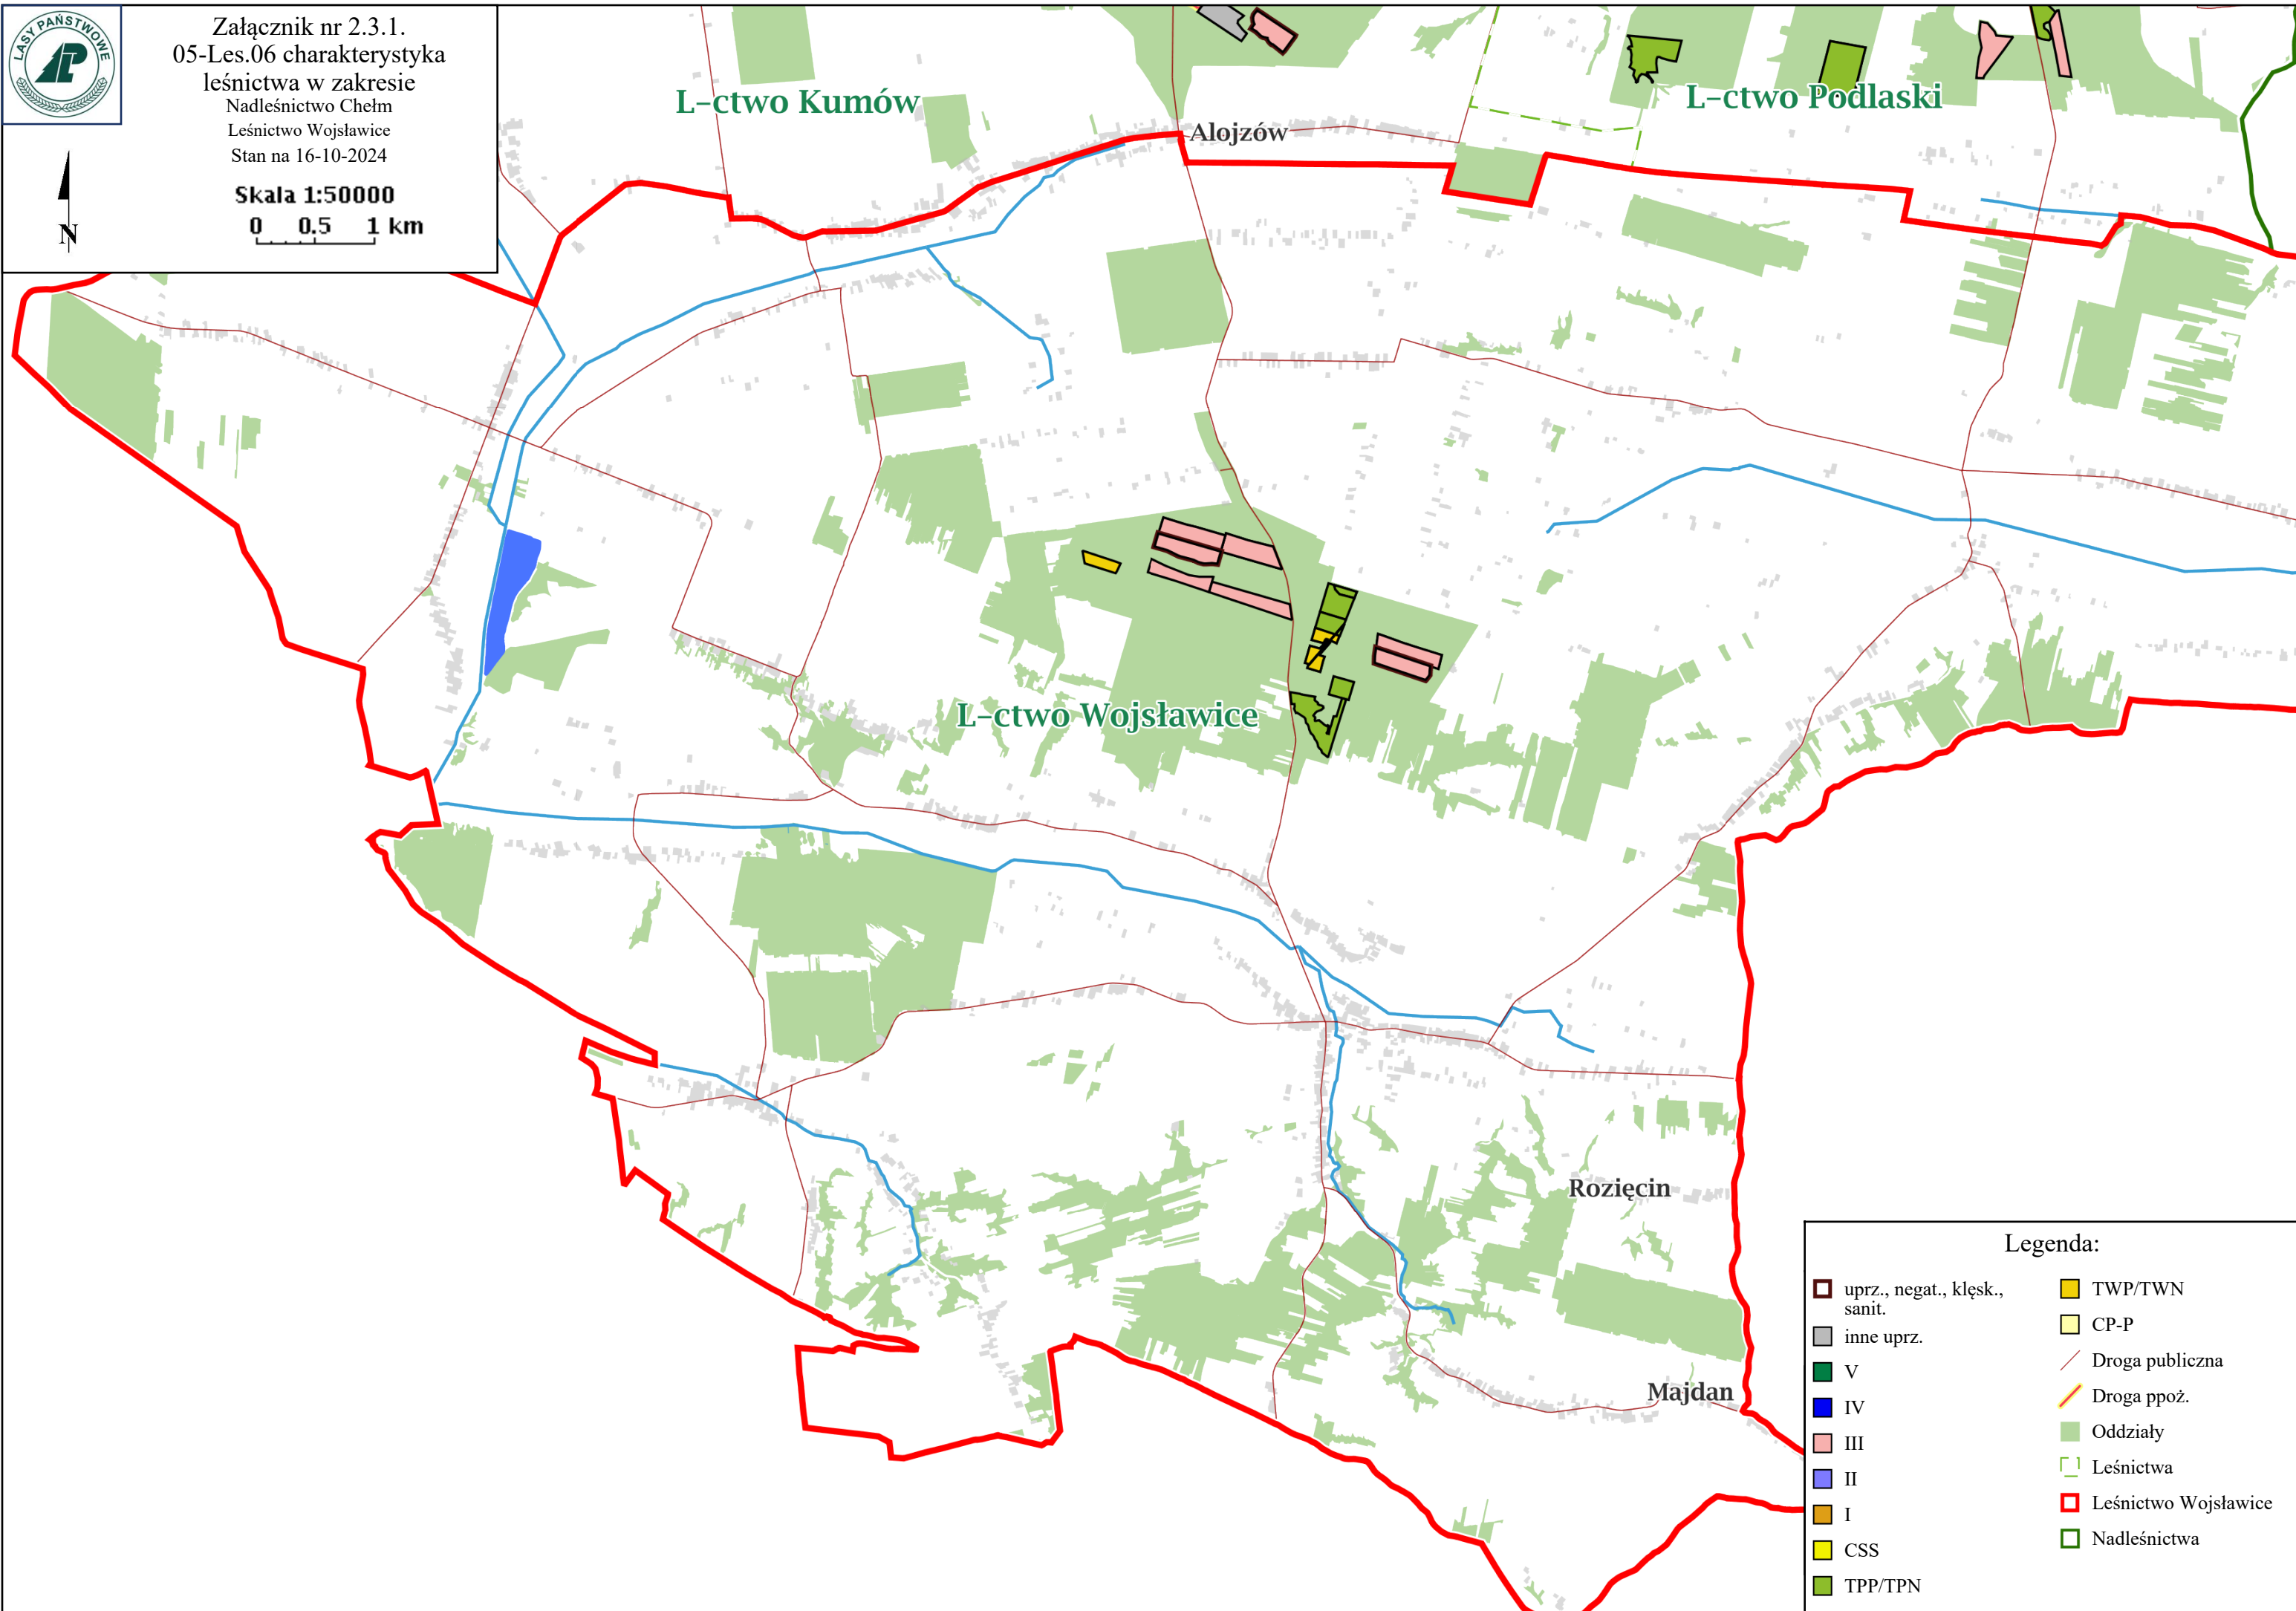 LASY PAŃSTWOWE
Załącznik nr 2.3.1.
05-Les.06 charakterystyka
leśnictwa w zakresie
Nadleśnictwo Chełm
Leśnictwo Wojsławice
Stan na 16-10-2024
Skala 1:50000
0 0.5 1 km
N
L-ctwo Kumów
Alojzów
L-ctwo Podlaski
L-ctwo Wojsławice
Rozięcin
Majdan
Legenda:
uprz., negat., klęsk.,
sanit.
inne uprz.
V
IV
III
II
I
CSS
TPP/TPN
TWP/TWN
CP-P
Droga publiczna
Droga ppoż.
Oddziały
Leśnictwa
Leśnictwo Wojsławice
Nadleśnictwa